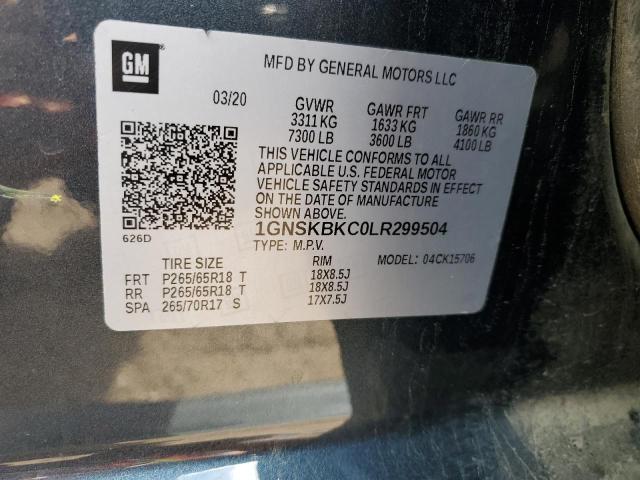 GM
MFD BY GENERAL MOTORS LLC
03/20 GVWR GAWR FRT GAWR RR
3311 KG 1633 KG 1860 KG
7300 LB 3600 LB 4100 LB
THIS VEHICLE CONFORMS TO ALL
APPLICABLE U.S. FEDERAL MOTOR
VEHICLE SAFETY STANDARDS IN EFFECT
ON THE DATE OF MANUFACTURE
SHOWN ABOVE.
626D 1GNSKBKC0LR299504
TYPE: M.P.V. MODEL: 04CK15706
TIRE SIZE RIM
FRT P265/65R18 T 18X8.5J
RR P265/65R18 T 18X8.5J
SPA 265/70R17 S 17X7.5J